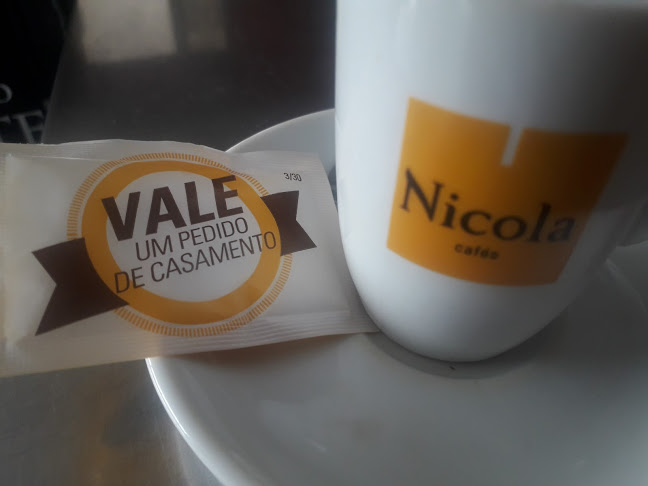 VALE
UM PEDIDO
DE CASAMENTO
3/30
Nicola
cafés